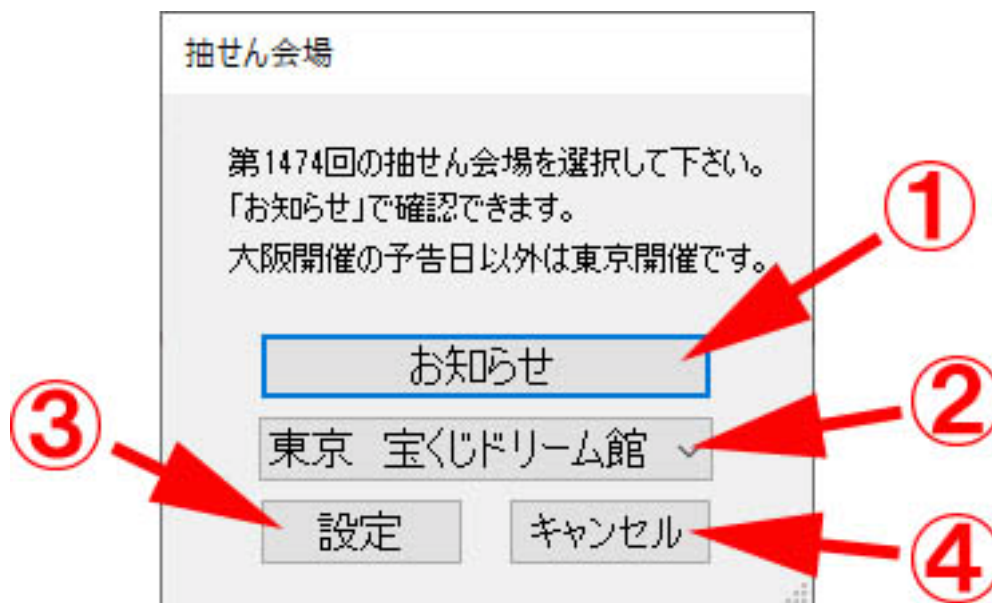 抽せん会場
第1474回の抽せん会場を選択して下さい。
「お知らせ」で確認できます。
大阪開催の予告日以外は東京開催です。
①
お知らせ
②
東京 宝くじドリーム館
③
設定
キャンセル
④